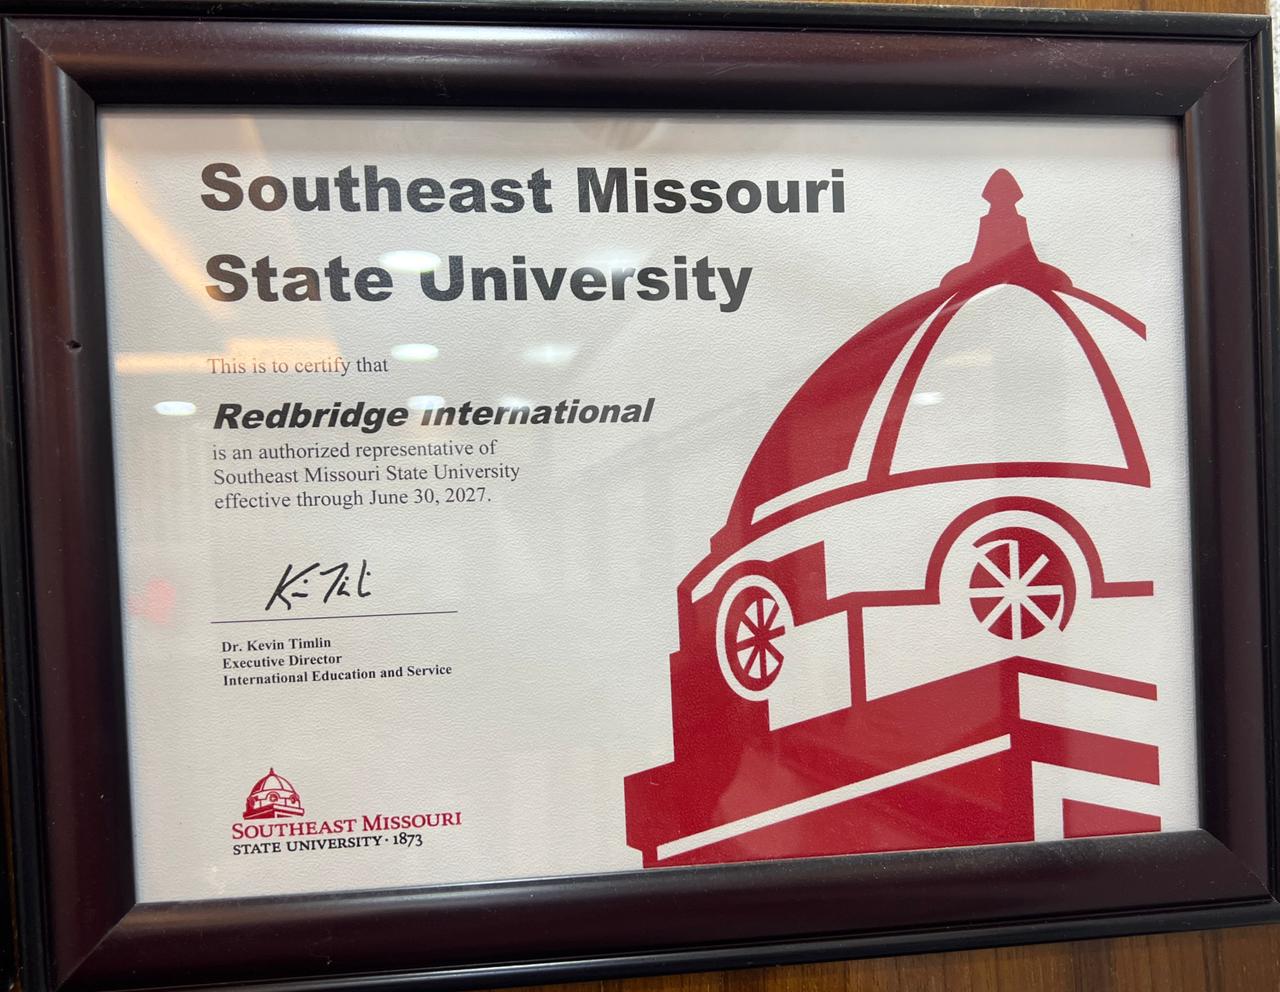 Southeast Missouri
State University
This is to certify that
Redbridge International
is an authorized representative of
Southeast Missouri State University
effective through June 30, 2027.
Dr. Kevin Timlin
Executive Director
International Education and Service
SOUTHEAST MISSOURI
STATE UNIVERSITY · 1873